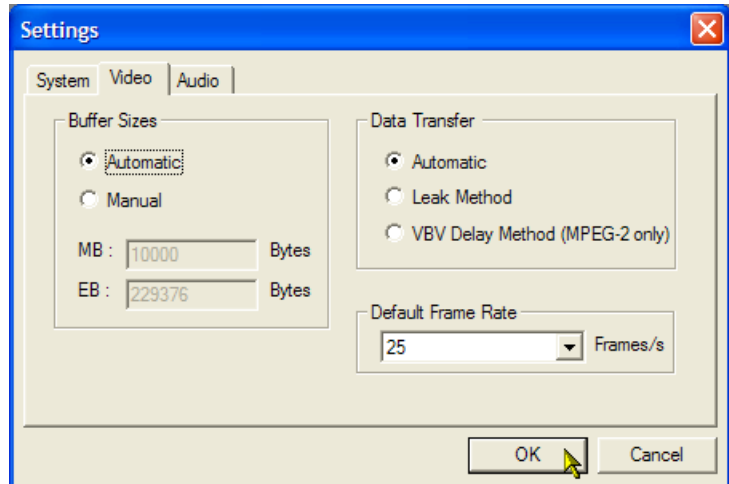 Settings
System Video Audio
Buffer Sizes
Automatic
Manual
MB : 10000 Bytes
EB : 229376 Bytes
Data Transfer
Automatic
Leak Method
VBV Delay Method (MPEG-2 only)
Default Frame Rate
25 Frames/s
OK Cancel